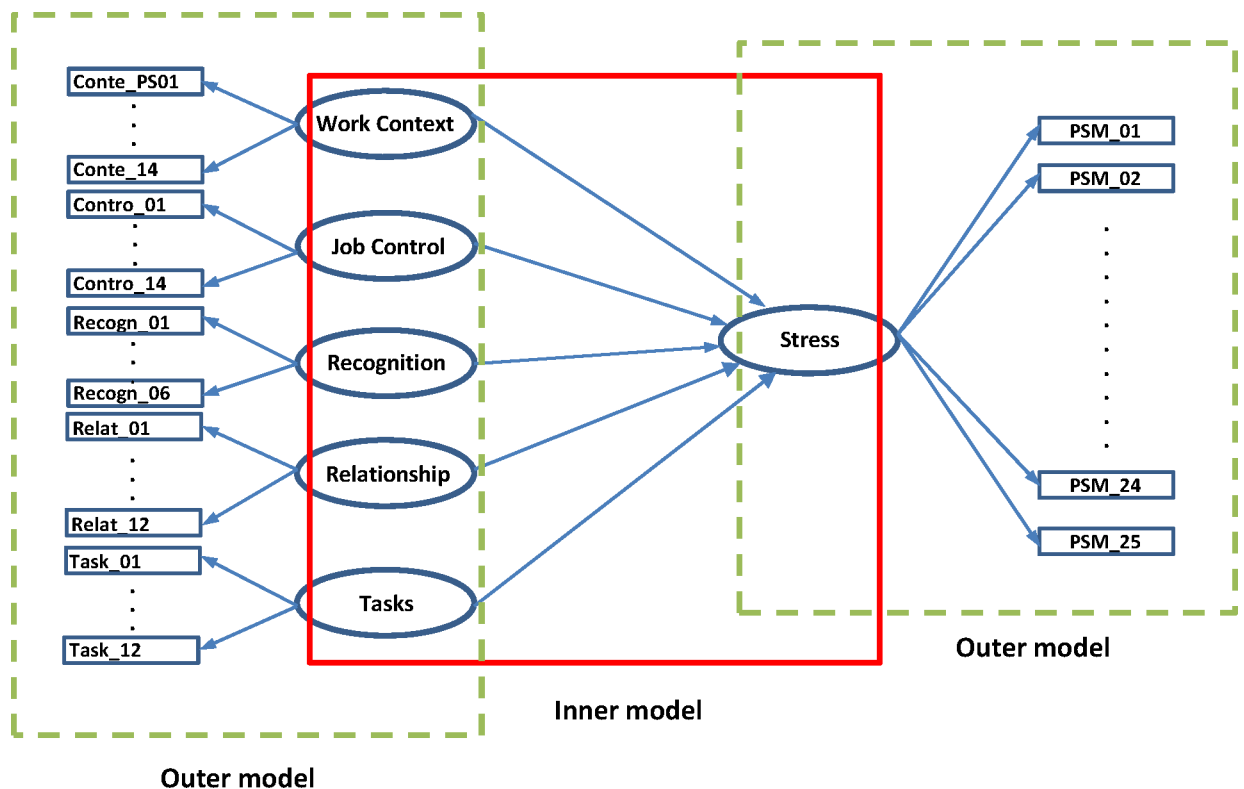 Conte_PS01
Conte_14
Contro_01
Contro_14
Recogn_01
Recogn_06
Relat_01
Relat_12
Task_01
Task_12
Work Context
Job Control
Recognition
Relationship
Tasks
Stress
PSM_01
PSM_02
PSM_24
PSM_25
Outer model
Inner model
Outer model